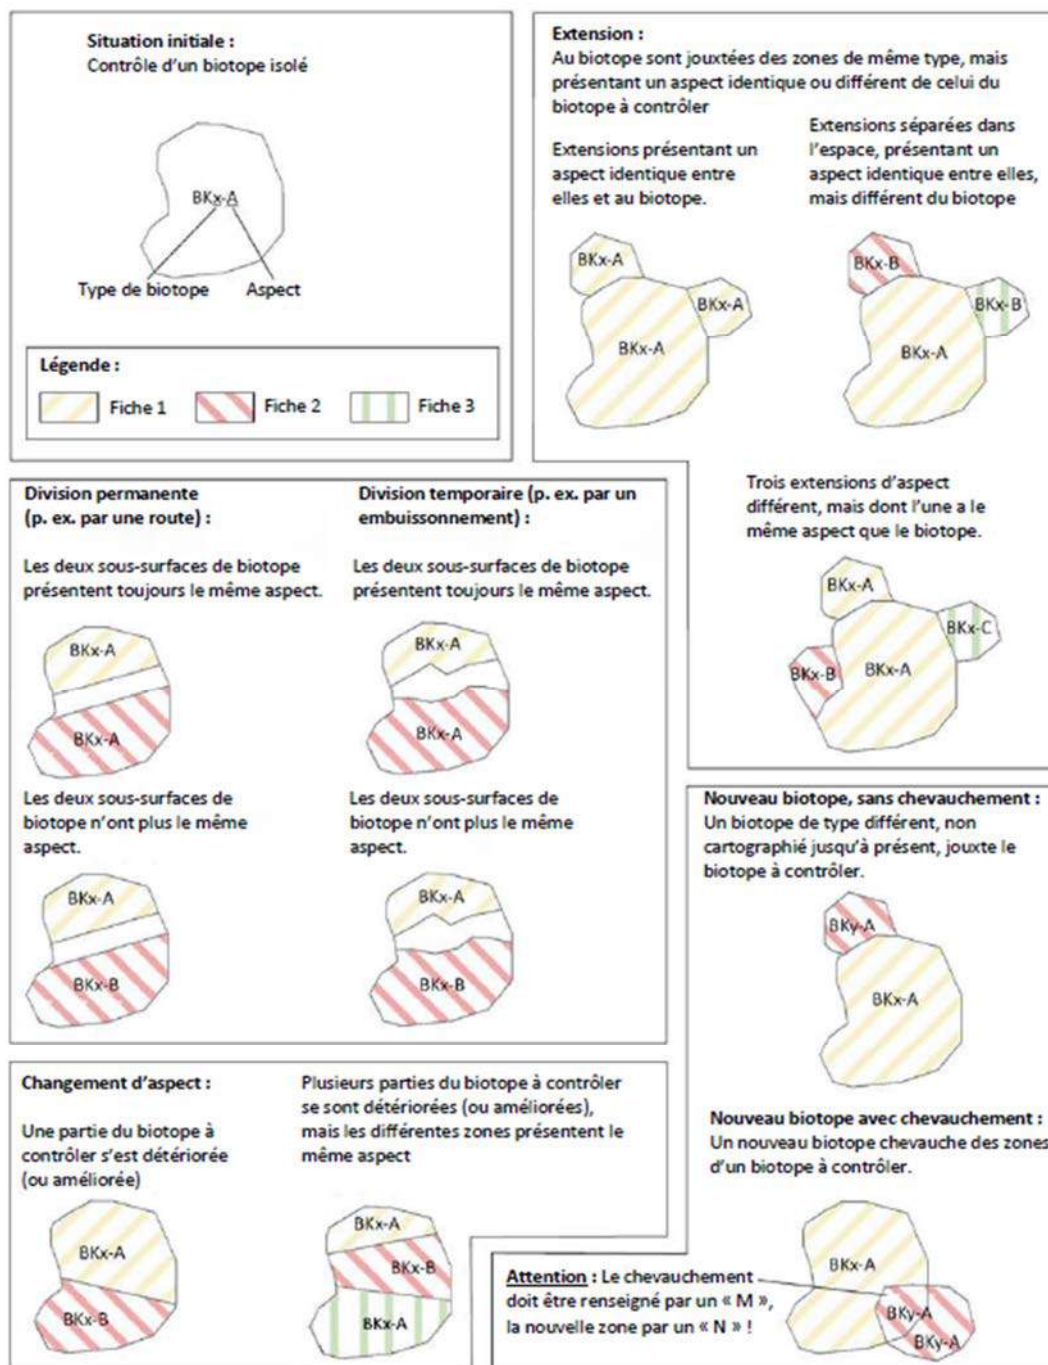 Situation initiale :
Contrôle d'un biotope isolé
BKx-A
Type de biotope
Aspect
Légende :
Fiche 1
Fiche 2
Fiche 3
Extension :
Au biotope sont jouxtées des zones de même type, mais
présentant un aspect identique ou différent de celui du
biotope à contrôler
Extensions présentant un
aspect identique entre
elles et au biotope.
BKx-A
BKx-A
BKx-A
Extensions séparées dans
l'espace, présentant un
aspect identique entre elles,
mais différent du biotope
BKx-B
BKx-B
BKx-A
Trois extensions d'aspect
différent, mais dont l'une a le
même aspect que le biotope.
BKx-A
BKx-C
BKx-A
BKx-B
Division permanente
(p. ex. par une route) :
Les deux sous-surfaces de biotope
présentent toujours le même aspect.
BKx-A
BKx-A
Les deux sous-surfaces de
biotope n'ont plus le même
aspect.
BKx-A
BKx-B
Division temporaire (p. ex. par un
embuissonnement) :
Les deux sous-surfaces de biotope
présentent toujours le même aspect.
BKx-A
BKx-A
Les deux sous-surfaces de
biotope n'ont plus le même
aspect.
BKx-A
BKx-B
Nouveau biotope, sans chevauchement :
Un biotope de type différent, non
cartographié jusqu'à présent, jouxte le
biotope à contrôler.
BKy-A
BKx-A
Nouveau biotope avec chevauchement :
Un nouveau biotope chevauche des zones
d'un biotope à contrôler.
BKx-A
BKy-A
BKy-A
Attention : Le chevauchement
doit être renseigné par un « M »,
la nouvelle zone par un « N » !
Changement d'aspect :
Une partie du biotope à
contrôler s'est détériorée
(ou améliorée)
BKx-A
BKx-B
Plusieurs parties du biotope à contrôler
se sont détériorées (ou améliorées),
mais les différentes zones présentent le
même aspect
BKx-A
BKx-B
BKx-A